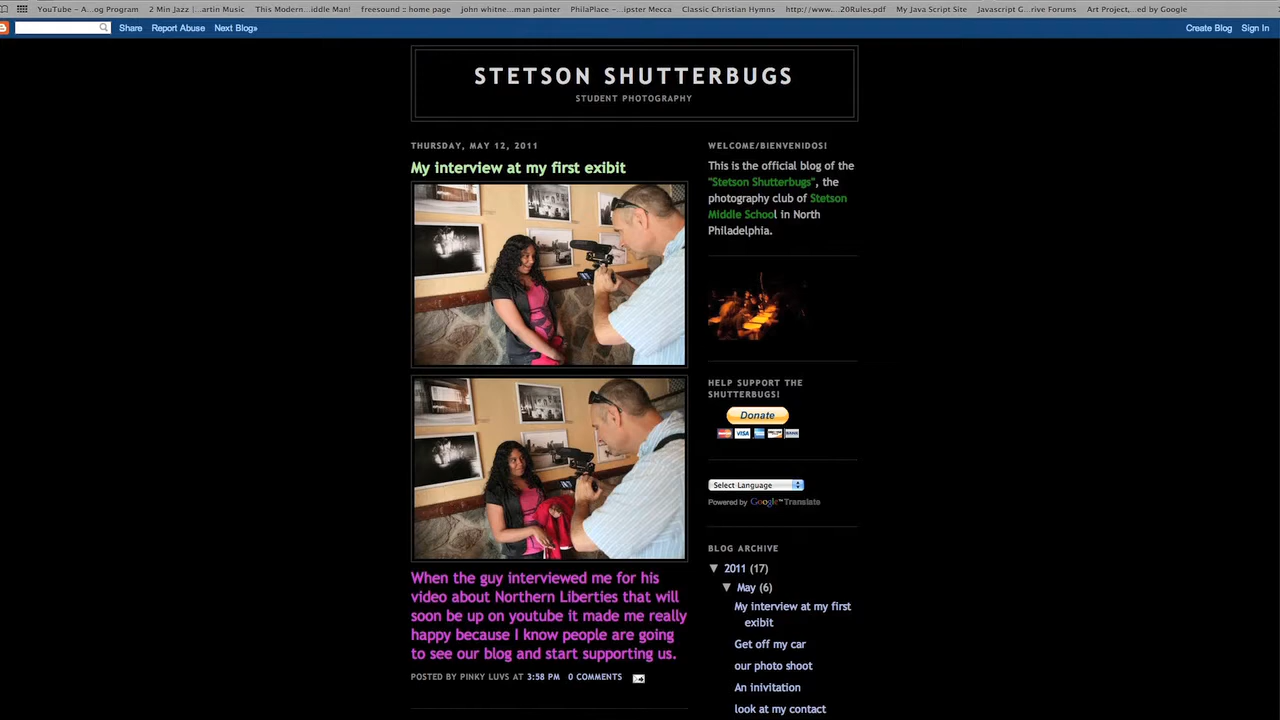 YouTube – A...og Program
2 Min Jazz |...artin Music
This Modern...iddle Man!
freesound :: home page
john whitne...man painter
PhilaPlace –...ipster Mecca
Classic Christian Hymns
http://www....20Rules.pdf
My Java Script Site
Javascript G...rive Forums
Art Project,...ed by Google
Share
Report Abuse
Next Blog»
Create Blog
Sign In
STETSON SHUTTERBUGS
STUDENT PHOTOGRAPHY
THURSDAY, MAY 12, 2011
My interview at my first exibit
When the guy interviewed me for his
video about Northern Liberties that will
soon be up on youtube it made me really
happy because I know people are going
to see our blog and start supporting us.
POSTED BY PINKY LUVS AT 3:58 PM 0 COMMENTS
WELCOME/BIENVENIDOS!
This is the official blog of the
"Stetson Shutterbugs", the
photography club of Stetson
Middle School in North
Philadelphia.
HELP SUPPORT THE
SHUTTERBUGS!
Donate
VISA
Select Language
Powered by Google™Translate
BLOG ARCHIVE
▼ 2011 (17)
▼ May (6)
My interview at my first
exibit
Get off my car
our photo shoot
An inivitation
look at my contact